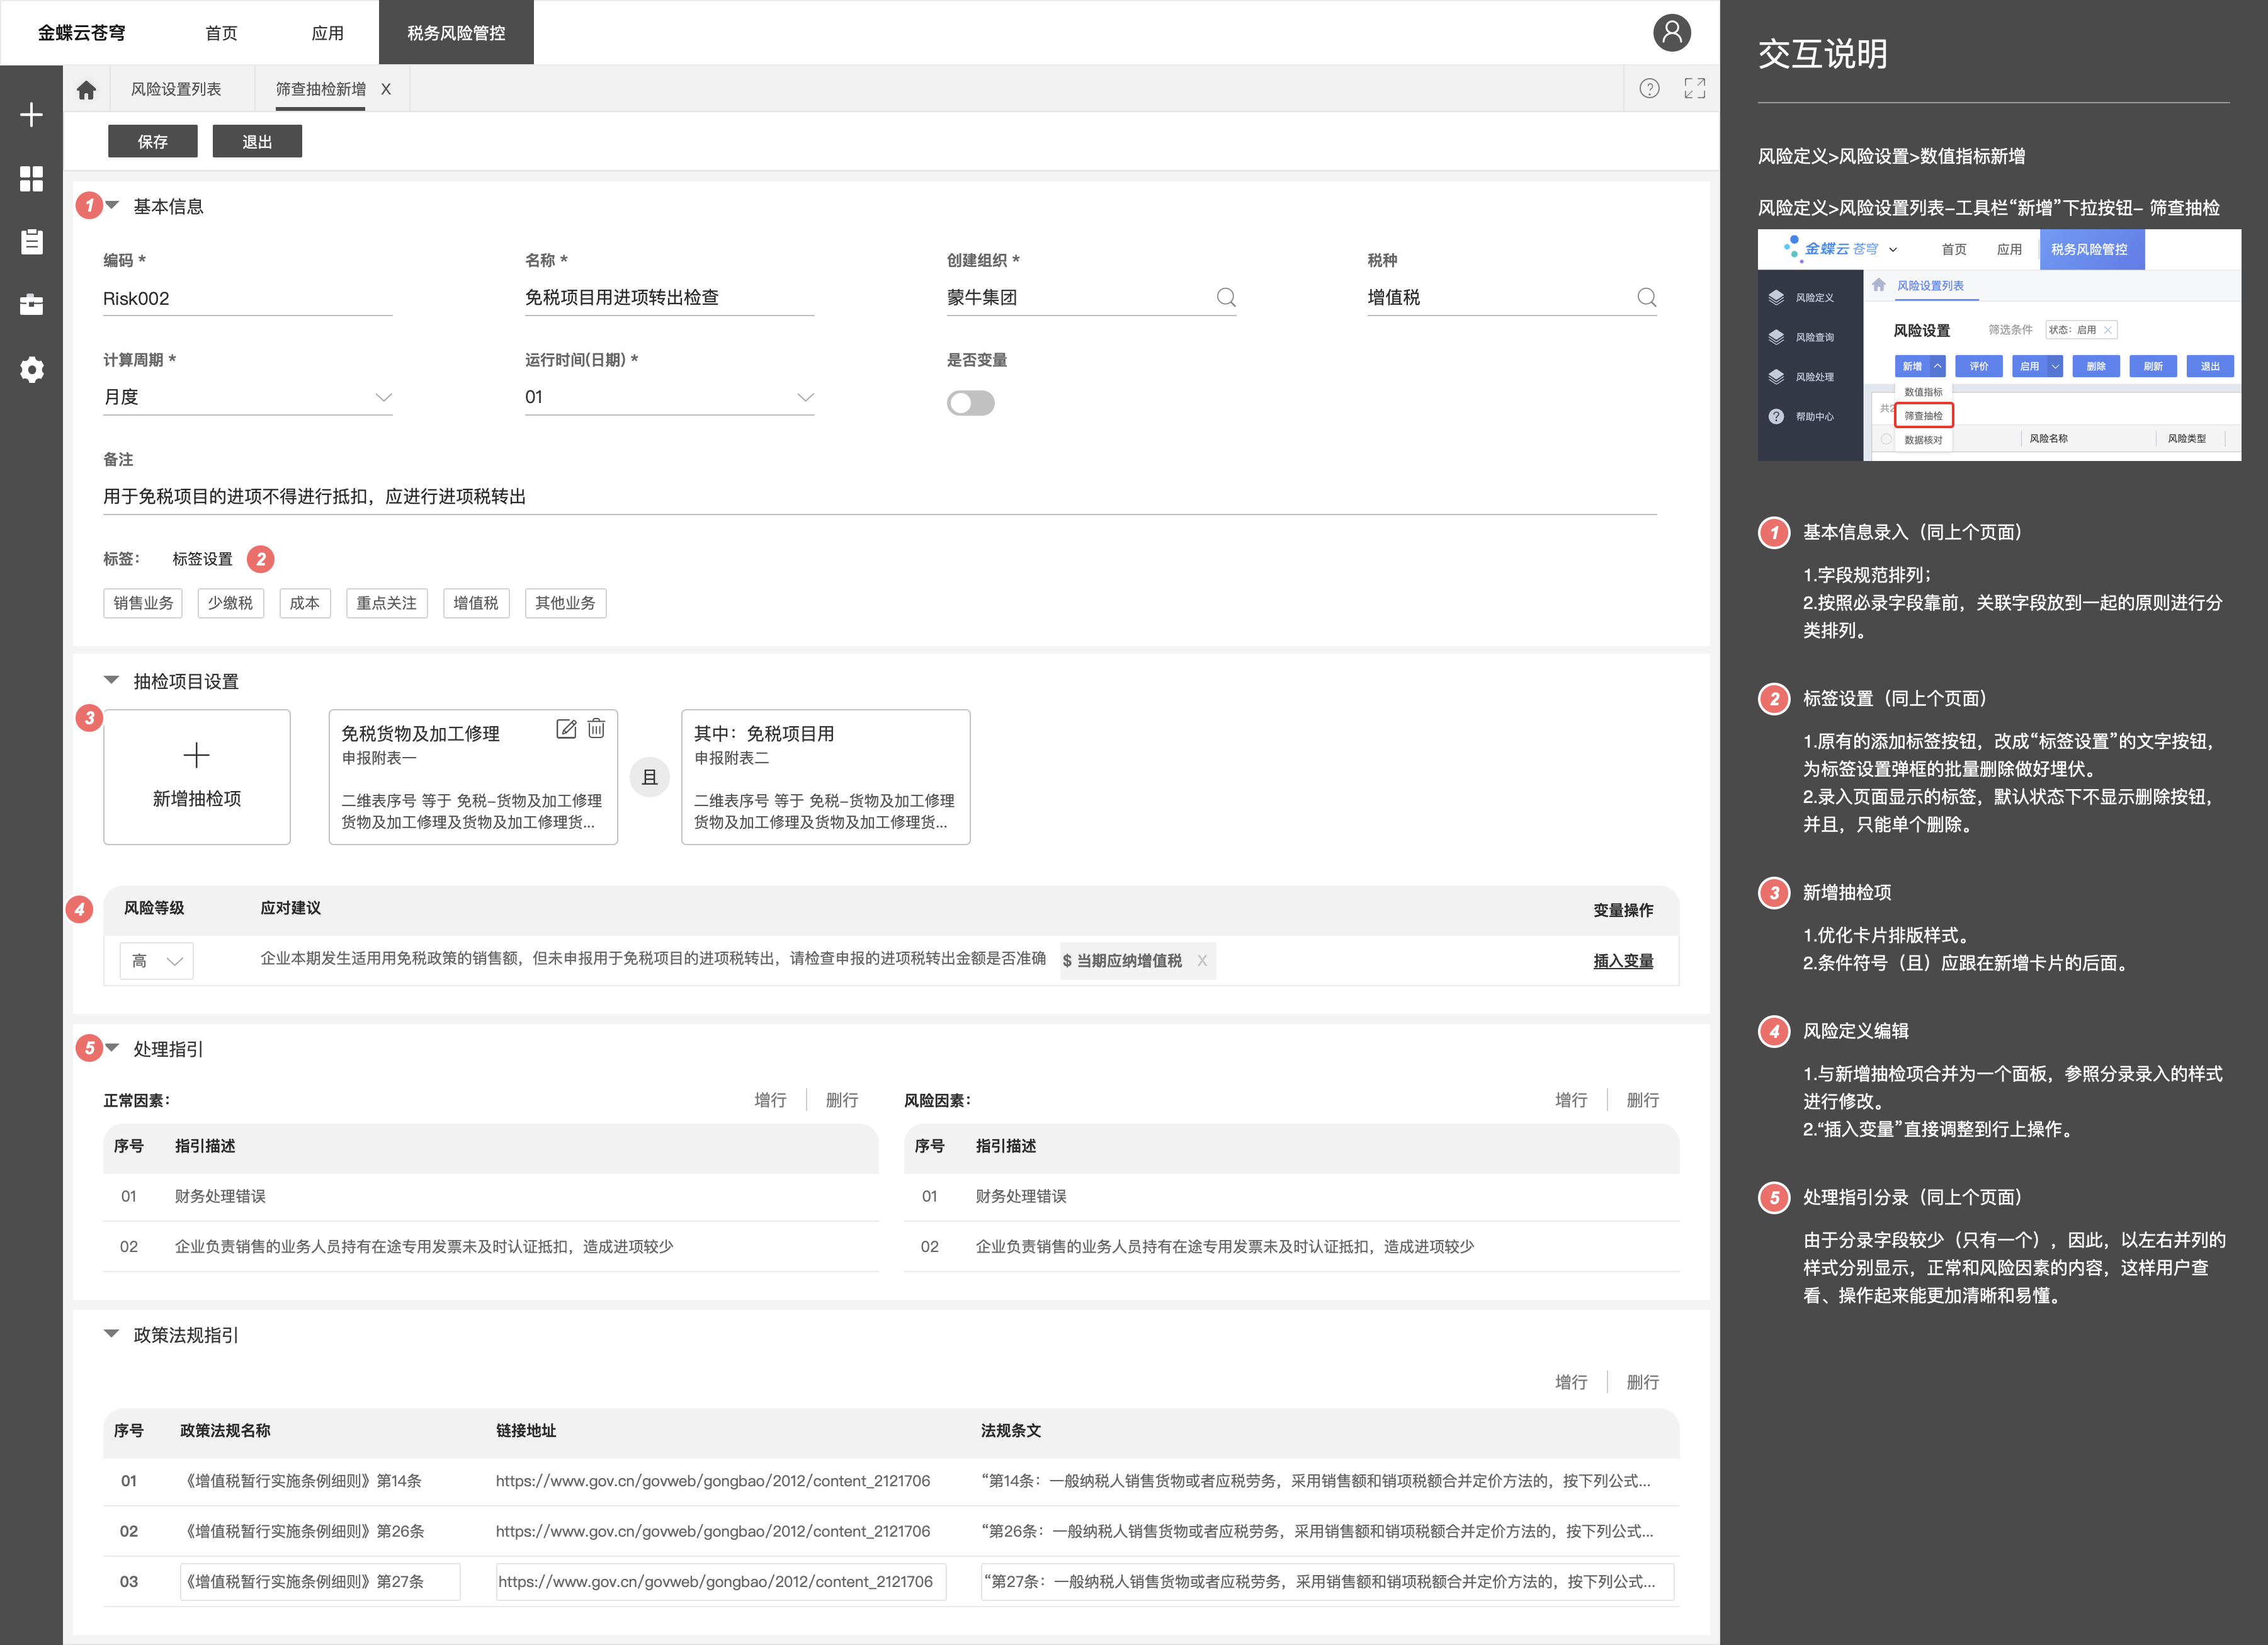 金蝶云苍穹
首页
应用
税务风险管控
风险设置列表
筛查抽检新增 X
保存
退出
1 基本信息
编码 *
名称 *
创建组织 *
税种
Risk002
免税项目用进项转出检查
蒙牛集团
增值税
计算周期 *
运行时间(日期) *
是否变量
月度
01
备注
用于免税项目的进项不得进行抵扣，应进行进项税转出
标签：
标签设置 2
销售业务
少缴税
成本
重点关注
增值税
其他业务
抽检项目设置
3
新增抽检项
免税货物及加工修理
申报附表一
二维表序号 等于 免税–货物及加工修理
货物及加工修理及货物及加工修理货...
且
其中：免税项目用
申报附表二
二维表序号 等于 免税–货物及加工修理
货物及加工修理及货物及加工修理货...
4
风险等级
应对建议
变量操作
高
企业本期发生适用用免税政策的销售额，但未申报用于免税项目的进项税转出，请检查申报的进项税转出金额是否准确
$ 当期应纳增值税 X
插入变量
5 处理指引
正常因素：
增行
删行
序号
指引描述
01
财务处理错误
02
企业负责销售的业务人员持有在途专用发票未及时认证抵扣，造成进项较少
风险因素：
增行
删行
序号
指引描述
01
财务处理错误
02
企业负责销售的业务人员持有在途专用发票未及时认证抵扣，造成进项较少
政策法规指引
增行
删行
序号
政策法规名称
链接地址
法规条文
01
《增值税暂行实施条例细则》第14条
https://www.gov.cn/govweb/gongbao/2012/content_2121706
“第14条：一般纳税人销售货物或者应税劳务，采用销售额和销项税额合并定价方法的，按下列公式...
02
《增值税暂行实施条例细则》第26条
https://www.gov.cn/govweb/gongbao/2012/content_2121706
“第26条：一般纳税人销售货物或者应税劳务，采用销售额和销项税额合并定价方法的，按下列公式...
03
《增值税暂行实施条例细则》第27条
https://www.gov.cn/govweb/gongbao/2012/content_2121706
“第27条：一般纳税人销售货物或者应税劳务，采用销售额和销项税额合并定价方法的，按下列公式...
交互说明
风险定义>风险设置>数值指标新增
风险定义>风险设置列表–工具栏“新增”下拉按钮– 筛查抽检
金蝶云 苍穹
首页
应用
税务风险管控
风险定义
风险查询
风险处理
帮助中心
风险设置列表
风险设置
筛选条件
状态：启用
新增
评价
启用
删除
刷新
退出
数值指标
筛查抽检
数据核对
共2
风险名称
风险类型
1 基本信息录入（同上个页面）
1.字段规范排列；
2.按照必录字段靠前，关联字段放到一起的原则进行分
类排列。
2 标签设置（同上个页面）
1.原有的添加标签按钮，改成“标签设置”的文字按钮，
为标签设置弹框的批量删除做好埋伏。
2.录入页面显示的标签，默认状态下不显示删除按钮，
并且，只能单个删除。
3 新增抽检项
1.优化卡片排版样式。
2.条件符号（且）应跟在新增卡片的后面。
4 风险定义编辑
1.与新增抽检项合并为一个面板，参照分录录入的样式
进行修改。
2.“插入变量”直接调整到行上操作。
5 处理指引分录（同上个页面）
由于分录字段较少（只有一个），因此，以左右并列的
样式分别显示，正常和风险因素的内容，这样用户查
看、操作起来能更加清晰和易懂。